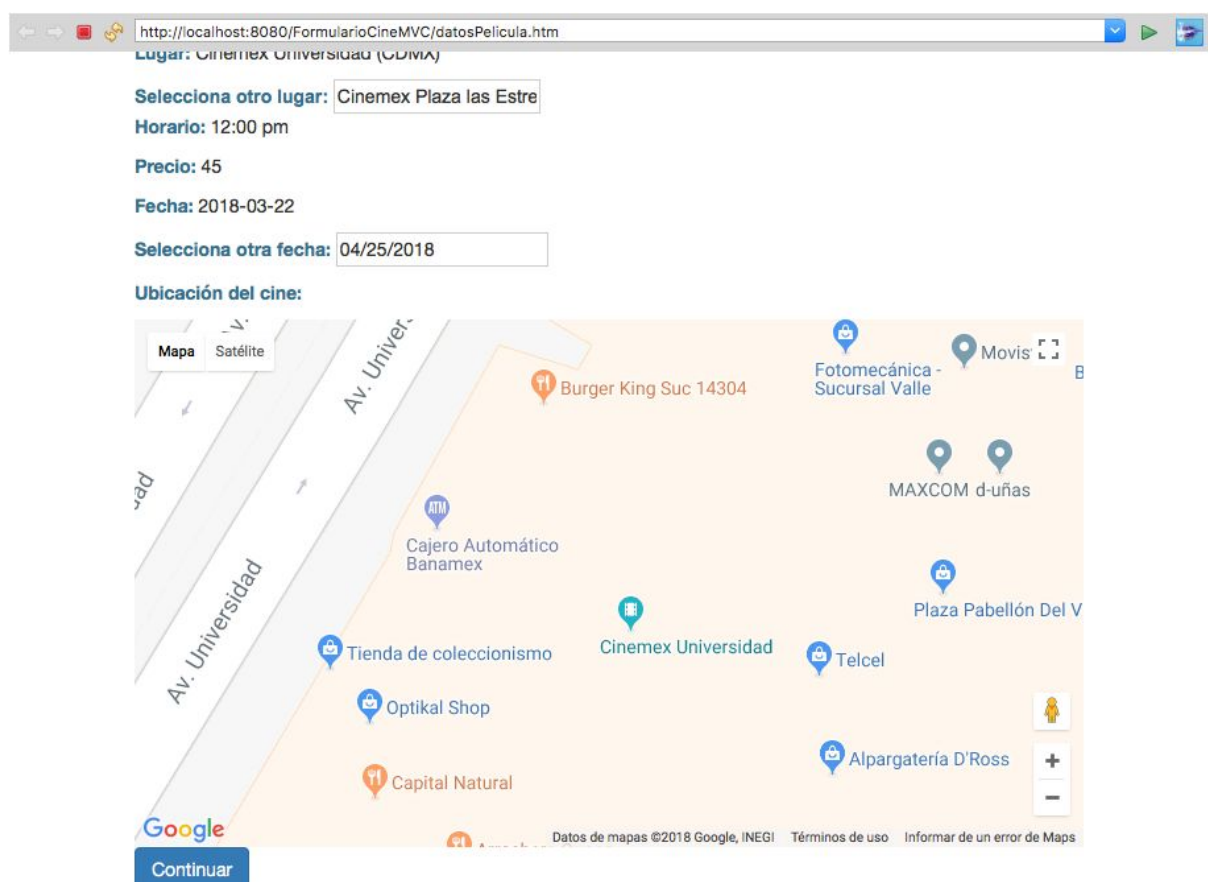 http://localhost:8080/FormularioCineMVC/datosPelicula.htm
Lugar: Cinemex Universidad (CDMX)
Selecciona otro lugar: Cinemex Plaza las Estre
Horario: 12:00 pm
Precio: 45
Fecha: 2018-03-22
Selecciona otra fecha: 04/25/2018
Ubicación del cine:
Mapa Satélite
Av. Univer
Movis
Fotomecánica -
Sucursal Valle
B
Burger King Suc 14304
MAXCOM d-uñas
dad
ATM
Cajero Automático
Banamex
Av. Universidad
Plaza Pabellón Del V
Cinemex Universidad
Tienda de coleccionismo
Telcel
Optikal Shop
Alpargatería D'Ross
+
Capital Natural
−
Google
Datos de mapas ©2018 Google, INEGI Términos de uso Informar de un error de Maps
Continuar